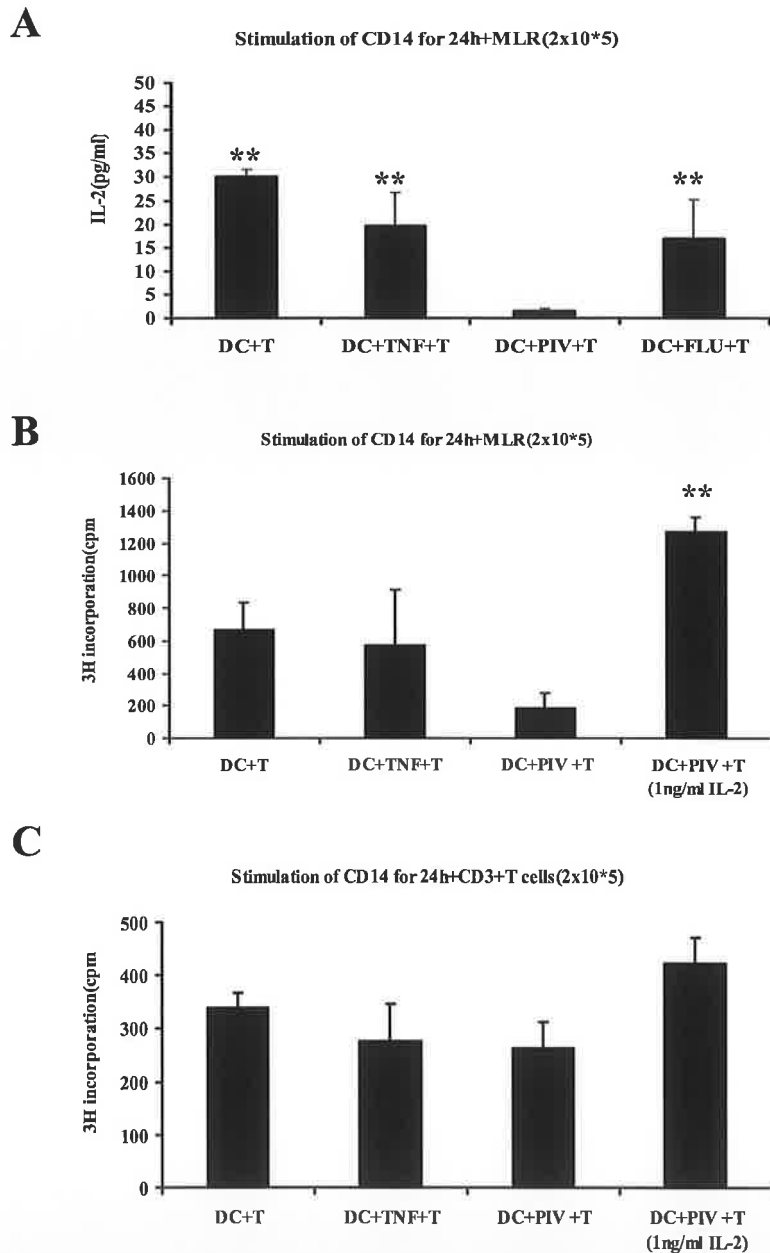 A
Stimulation of CD14 for 24h+MLR(2x10*5)
IL-2(pg/ml)
50
45
40
35
30
25
20
15
10
5
0
**
**
**
DC+T
DC+TNF+T
DC+PIV+T
DC+FLU+T
B
Stimulation of CD14 for 24h+MLR(2x10*5)
3H incorporation(cpm
1600
1400
1200
1000
800
600
400
200
0
**
DC+T
DC+TNF+T
DC+PIV +T
DC+PIV +T
(1ng/ml IL-2)
C
Stimulation of CD14 for 24h+CD3+T cells(2x10*5)
3H incorporation(cpm
500
400
300
200
100
0
DC+T
DC+TNF+T
DC+PIV +T
DC+PIV +T
(1ng/ml IL-2)